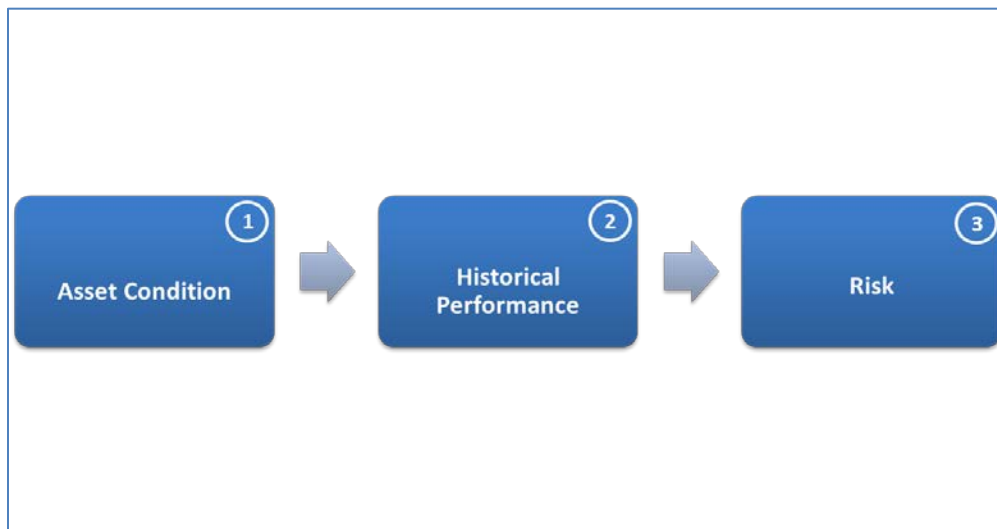 1
Asset Condition
2
Historical
Performance
3
Risk